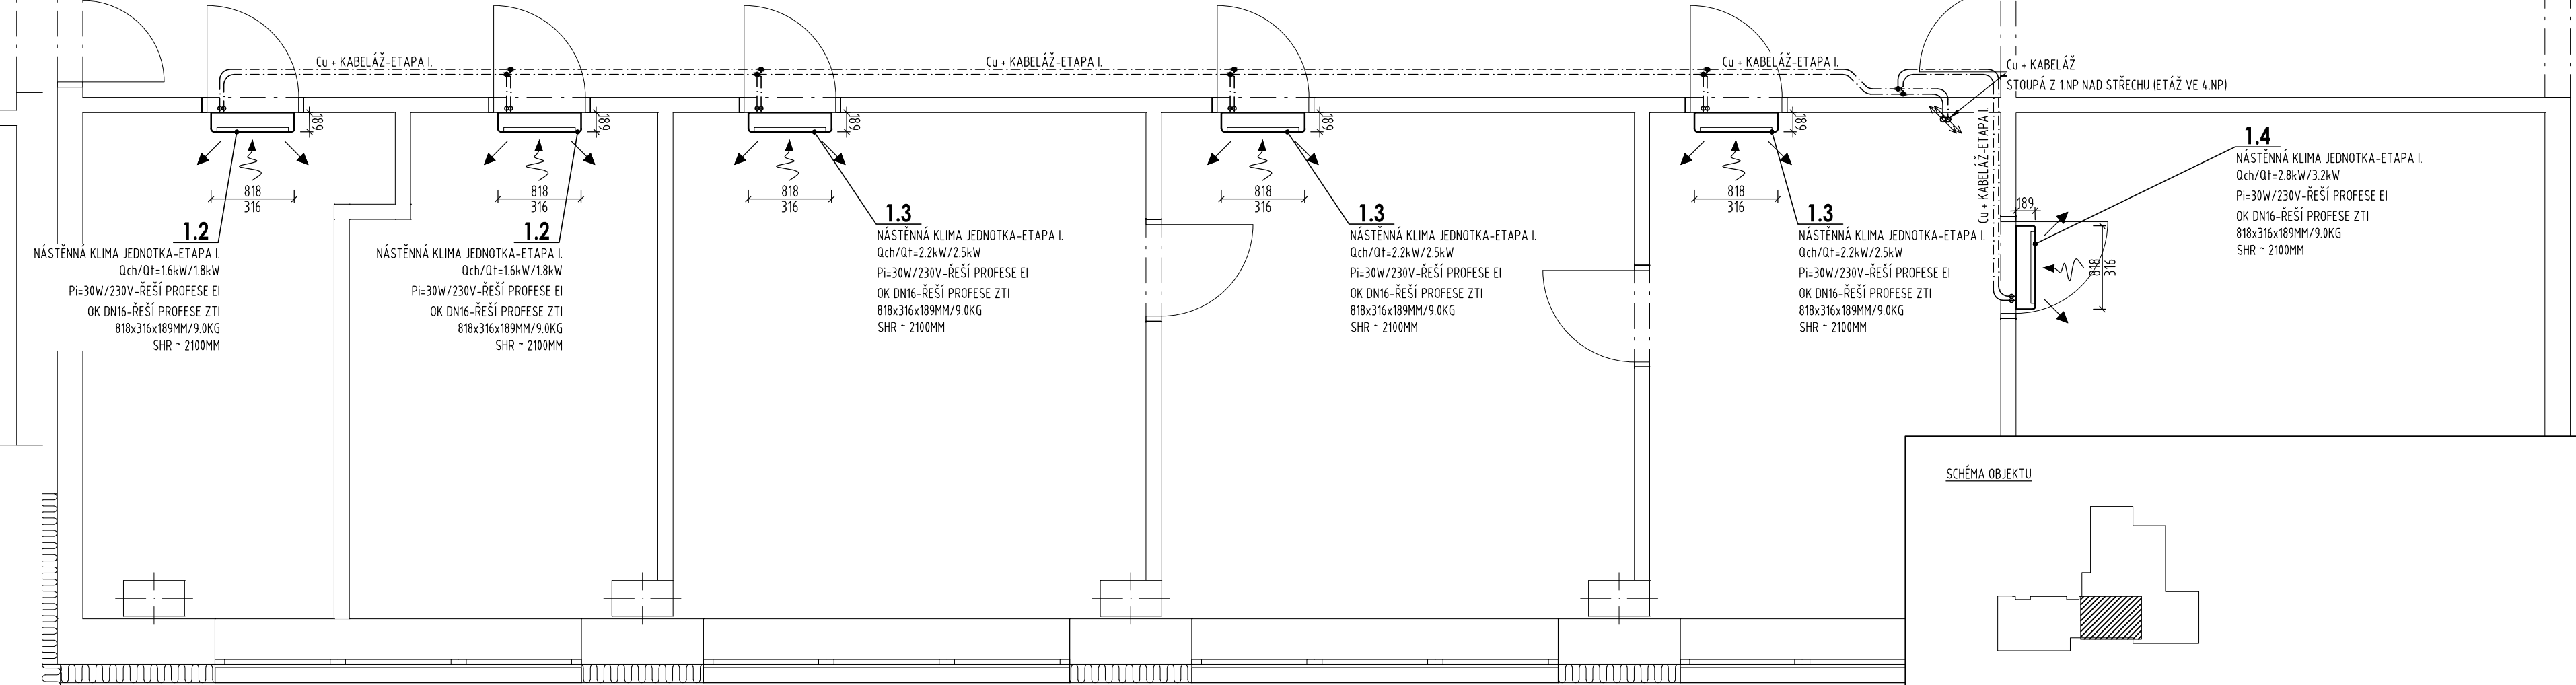 Cu + KABELÁŽ-ETAPA I.
Cu + KABELÁŽ-ETAPA I.
Cu + KABELÁŽ-ETAPA I.
Cu + KABELÁŽ
STOUPÁ Z 1.NP NAD STŘECHU (ETÁŽ VE 4.NP)
Cu + KABELÁŽ-ETAPA I.
189
818
316
1.2
NÁSTĚNNÁ KLIMA JEDNOTKA-ETAPA I.
Qch/Qt=1.6kW/1.8kW
Pi=30W/230V-ŘEŠÍ PROFESE EI
OK DN16-ŘEŠÍ PROFESE ZTI
818x316x189MM/9.0KG
SHR ~ 2100MM
189
818
316
1.2
NÁSTĚNNÁ KLIMA JEDNOTKA-ETAPA I.
Qch/Qt=1.6kW/1.8kW
Pi=30W/230V-ŘEŠÍ PROFESE EI
OK DN16-ŘEŠÍ PROFESE ZTI
818x316x189MM/9.0KG
SHR ~ 2100MM
189
818
316
1.3
NÁSTĚNNÁ KLIMA JEDNOTKA-ETAPA I.
Qch/Qt=2.2kW/2.5kW
Pi=30W/230V-ŘEŠÍ PROFESE EI
OK DN16-ŘEŠÍ PROFESE ZTI
818x316x189MM/9.0KG
SHR ~ 2100MM
189
818
316
1.3
NÁSTĚNNÁ KLIMA JEDNOTKA-ETAPA I.
Qch/Qt=2.2kW/2.5kW
Pi=30W/230V-ŘEŠÍ PROFESE EI
OK DN16-ŘEŠÍ PROFESE ZTI
818x316x189MM/9.0KG
SHR ~ 2100MM
189
818
316
1.3
NÁSTĚNNÁ KLIMA JEDNOTKA-ETAPA I.
Qch/Qt=2.2kW/2.5kW
Pi=30W/230V-ŘEŠÍ PROFESE EI
OK DN16-ŘEŠÍ PROFESE ZTI
818x316x189MM/9.0KG
SHR ~ 2100MM
189
818
316
1.4
NÁSTĚNNÁ KLIMA JEDNOTKA-ETAPA I.
Qch/Qt=2.8kW/3.2kW
Pi=30W/230V-ŘEŠÍ PROFESE EI
OK DN16-ŘEŠÍ PROFESE ZTI
818x316x189MM/9.0KG
SHR ~ 2100MM
SCHÉMA OBJEKTU